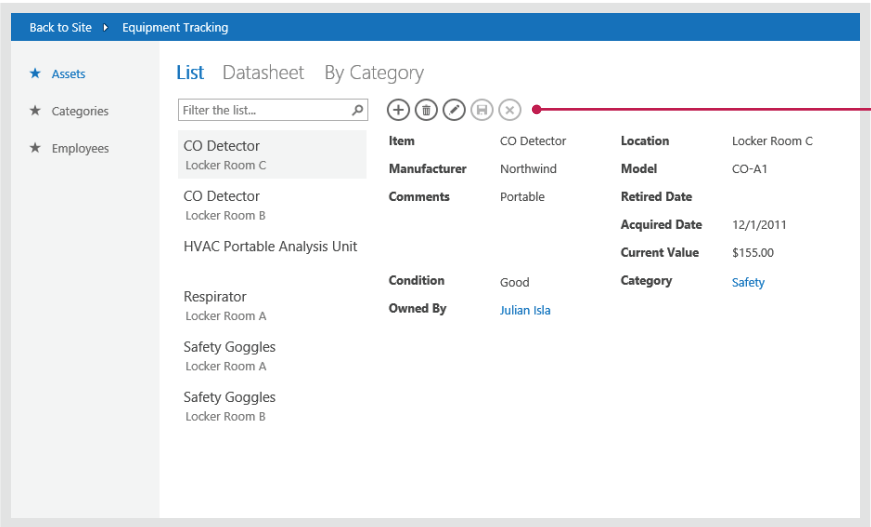 Back to Site Equipment Tracking
Assets
Categories
Employees
List Datasheet By Category
Filter the list...
CO Detector
Locker Room C
CO Detector
Locker Room B
HVAC Portable Analysis Unit
Respirator
Locker Room A
Safety Goggles
Locker Room A
Safety Goggles
Locker Room B
Item CO Detector Location Locker Room C
Manufacturer Northwind Model CO-A1
Comments Portable Retired Date
Acquired Date 12/1/2011
Current Value $155.00
Condition Good Category Safety
Owned By Julian Isla